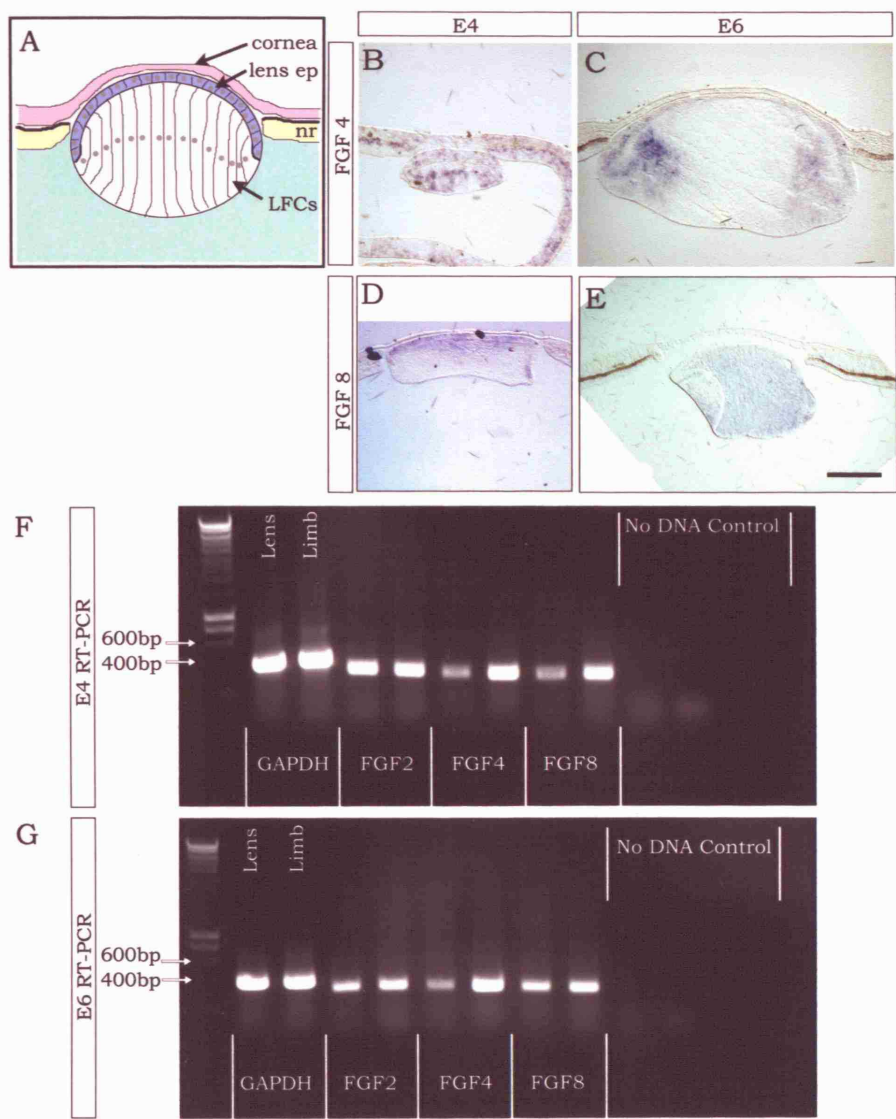 A
cornea
lens ep
nr
LFCs
E4
E6
FGF 4
B
C
FGF 8
D
E
F
E4 RT-PCR
600bp
400bp
Lens
Limb
No DNA Control
GAPDH
FGF2
FGF4
FGF8
G
E6 RT-PCR
600bp
400bp
Lens
Limb
No DNA Control
GAPDH
FGF2
FGF4
FGF8